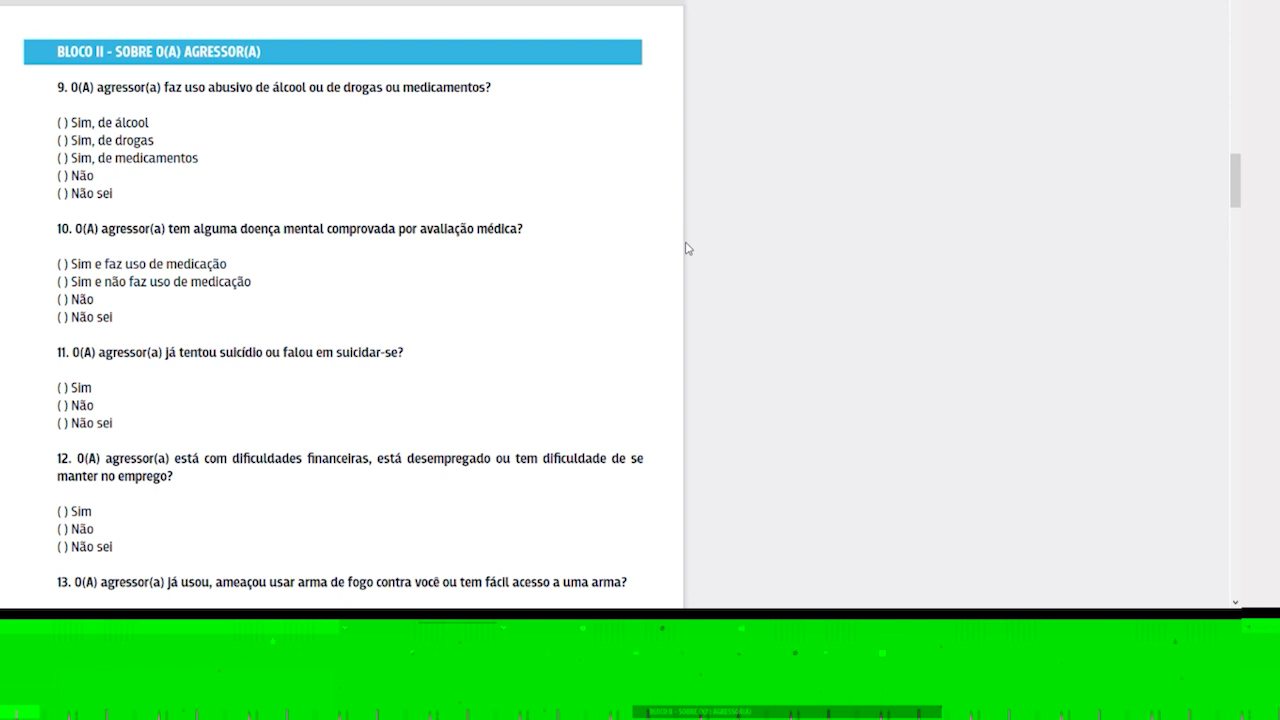 BLOCO II - SOBRE O(A) AGRESSOR(A)
9. O(A) agressor(a) faz uso abusivo de álcool ou de drogas ou medicamentos?
( ) Sim, de álcool
( ) Sim, de drogas
( ) Sim, de medicamentos
( ) Não
( ) Não sei
10. O(A) agressor(a) tem alguma doença mental comprovada por avaliação médica?
( ) Sim e faz uso de medicação
( ) Sim e não faz uso de medicação
( ) Não
( ) Não sei
11. O(A) agressor(a) já tentou suicídio ou falou em suicidar-se?
( ) Sim
( ) Não
( ) Não sei
12. O(A) agressor(a) está com dificuldades financeiras, está desempregado ou tem dificuldade de se
manter no emprego?
( ) Sim
( ) Não
( ) Não sei
13. O(A) agressor(a) já usou, ameaçou usar arma de fogo contra você ou tem fácil acesso a uma arma?